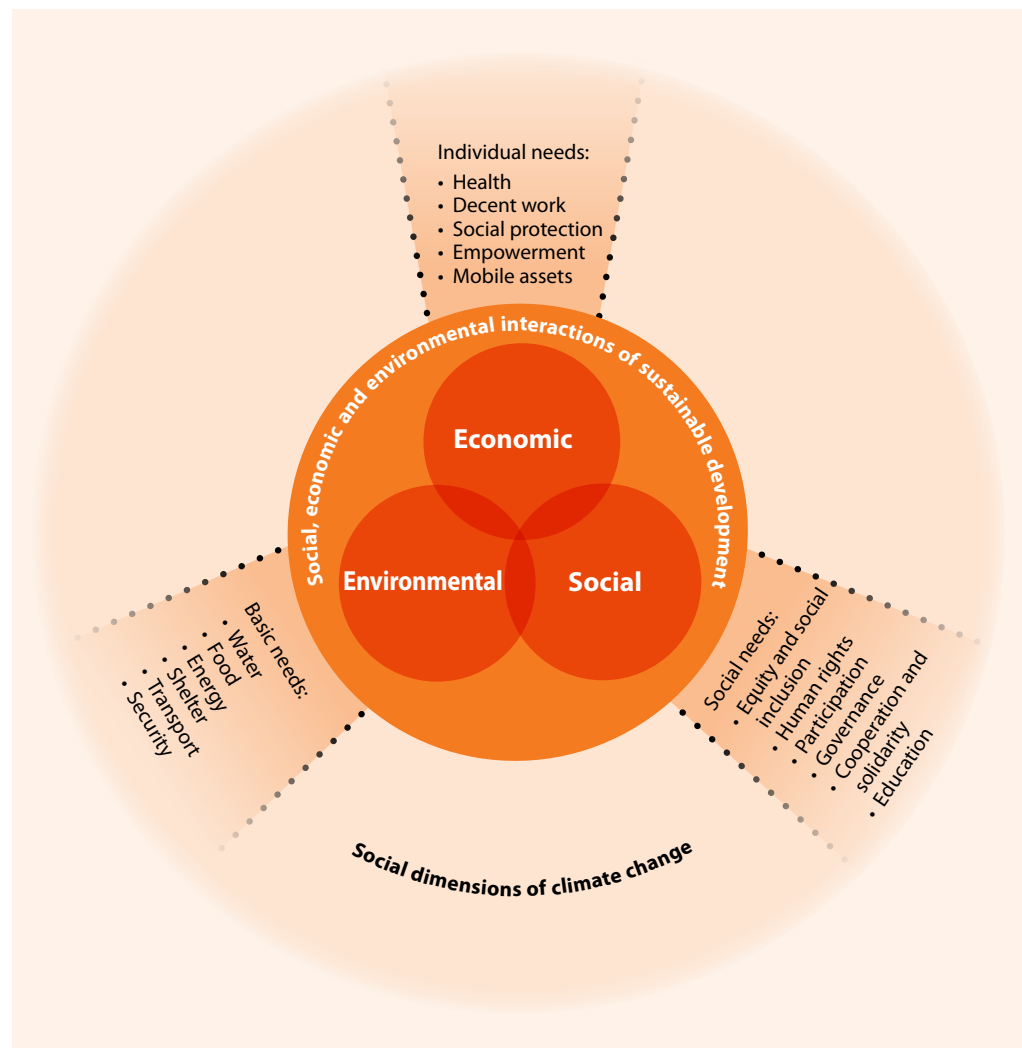 Individual needs:
• Health
• Decent work
• Social protection
• Empowerment
• Mobile assets
Social, economic and environmental interactions of sustainable development
Economic
Environmental
Social
Basic needs:
• Water
• Food
• Energy
• Shelter
• Transport
• Security
Social needs:
• Equity and social
inclusion
• Human rights
• Participation
• Governance
• Cooperation and
solidarity
• Education
Social dimensions of climate change